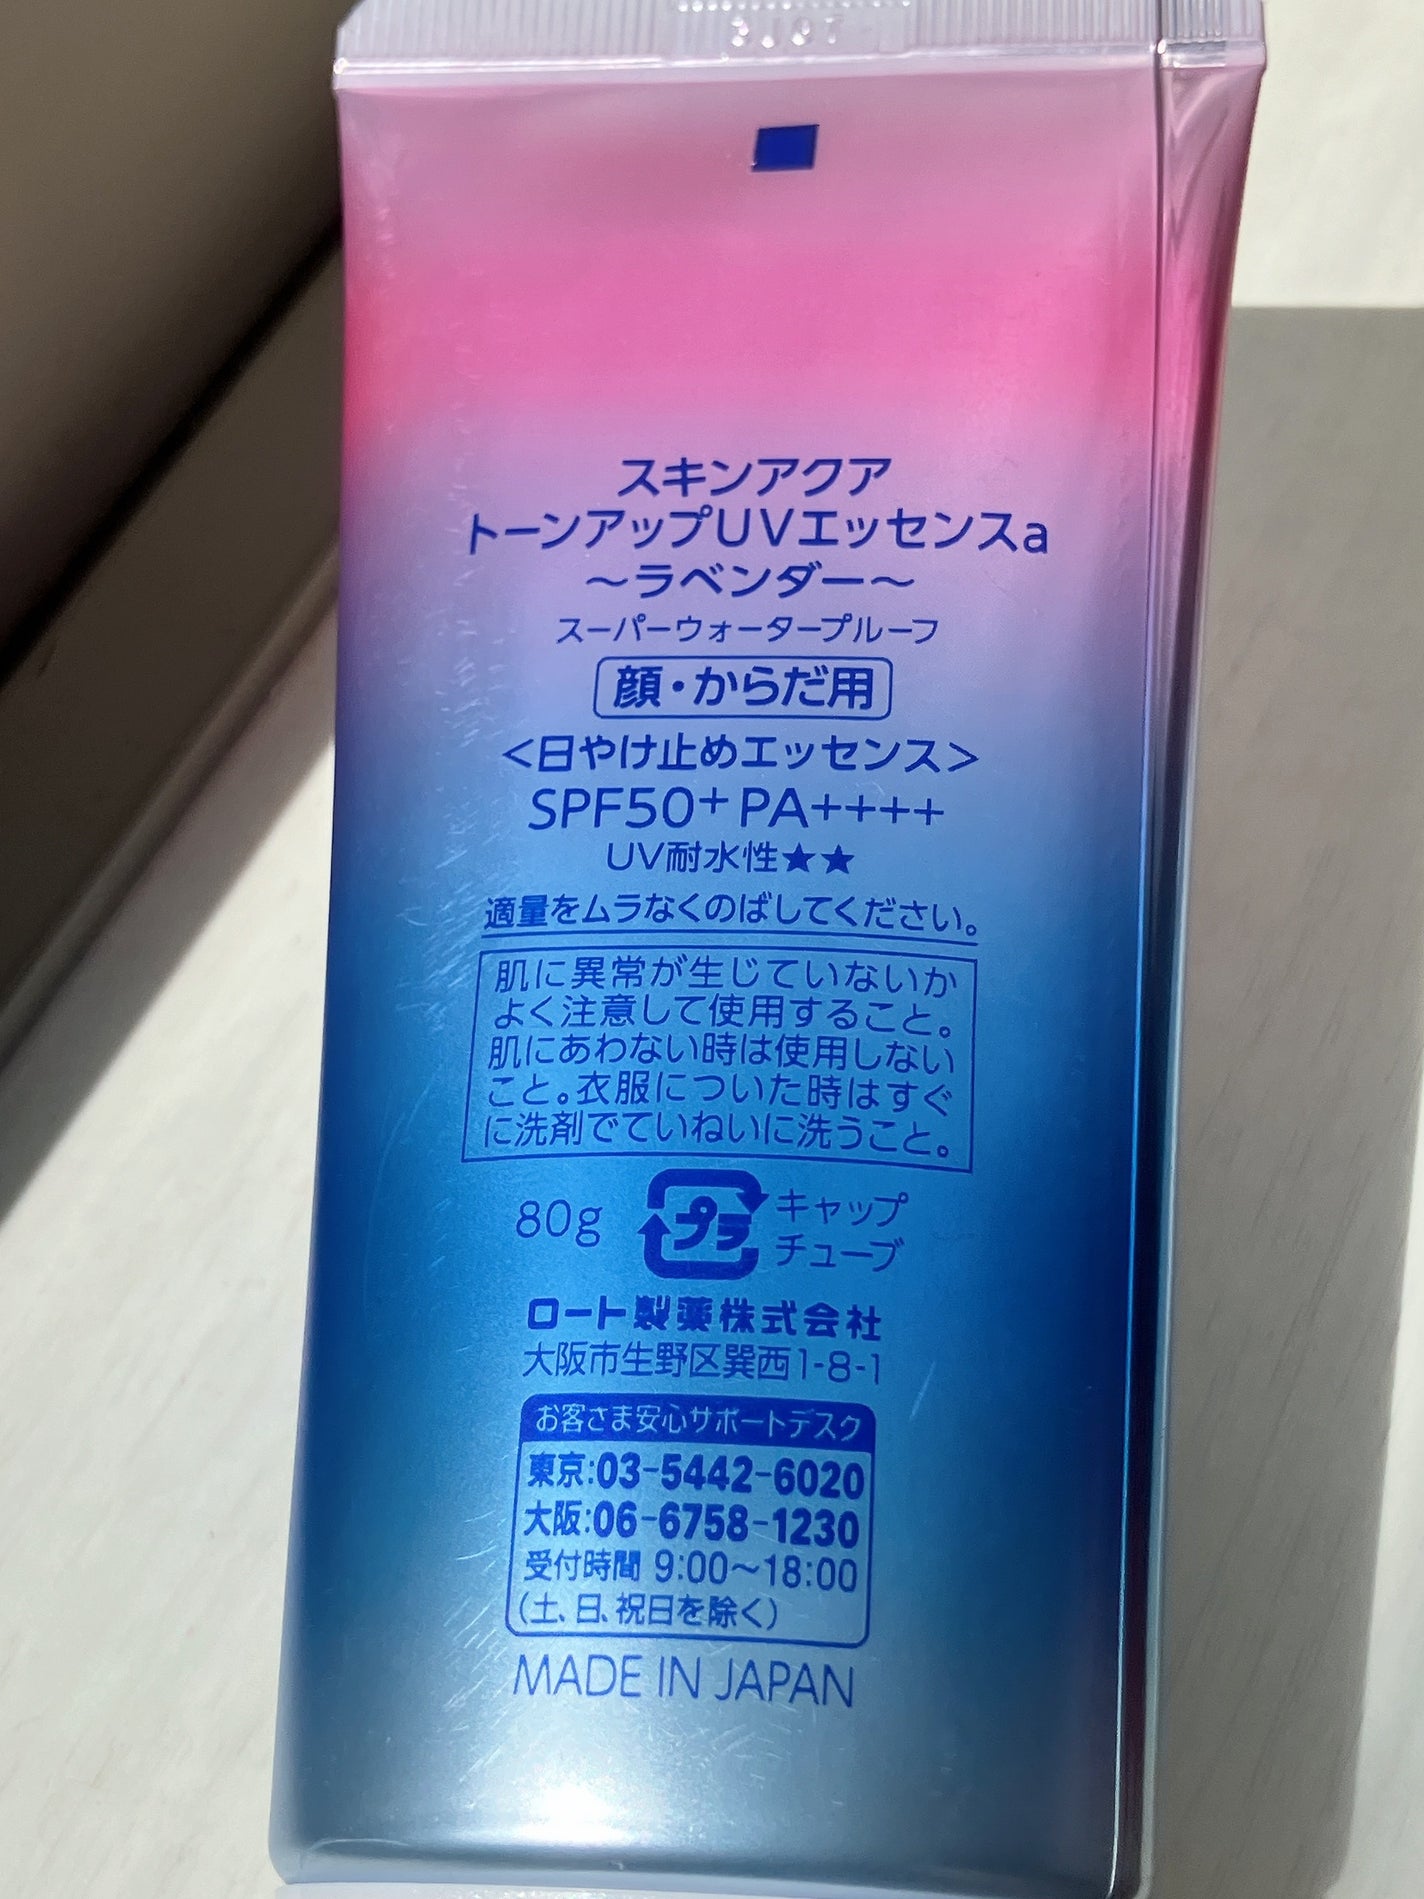 スキンアクア
トーンアップUVエッセンスa
～ラベンダー～
スーパーウォータープルーフ
顔・からだ用
＜日やけ止めエッセンス＞
SPF50+ PA++++
UV耐水性★★
適量をムラなくのばしてください。
肌に異常が生じていないか
よく注意して使用すること。
肌にあわない時は使用しない
こと。衣服についた時はすぐ
に洗剤でていねいに洗うこと。
80g プラ キャップ
チューブ
ロート製薬株式会社
大阪市生野区巽西1-8-1
お客さま安心サポートデスク
東京:03-5442-6020
大阪:06-6758-1230
受付時間 9:00～18:00
(土、日、祝日を除く)
MADE IN JAPAN